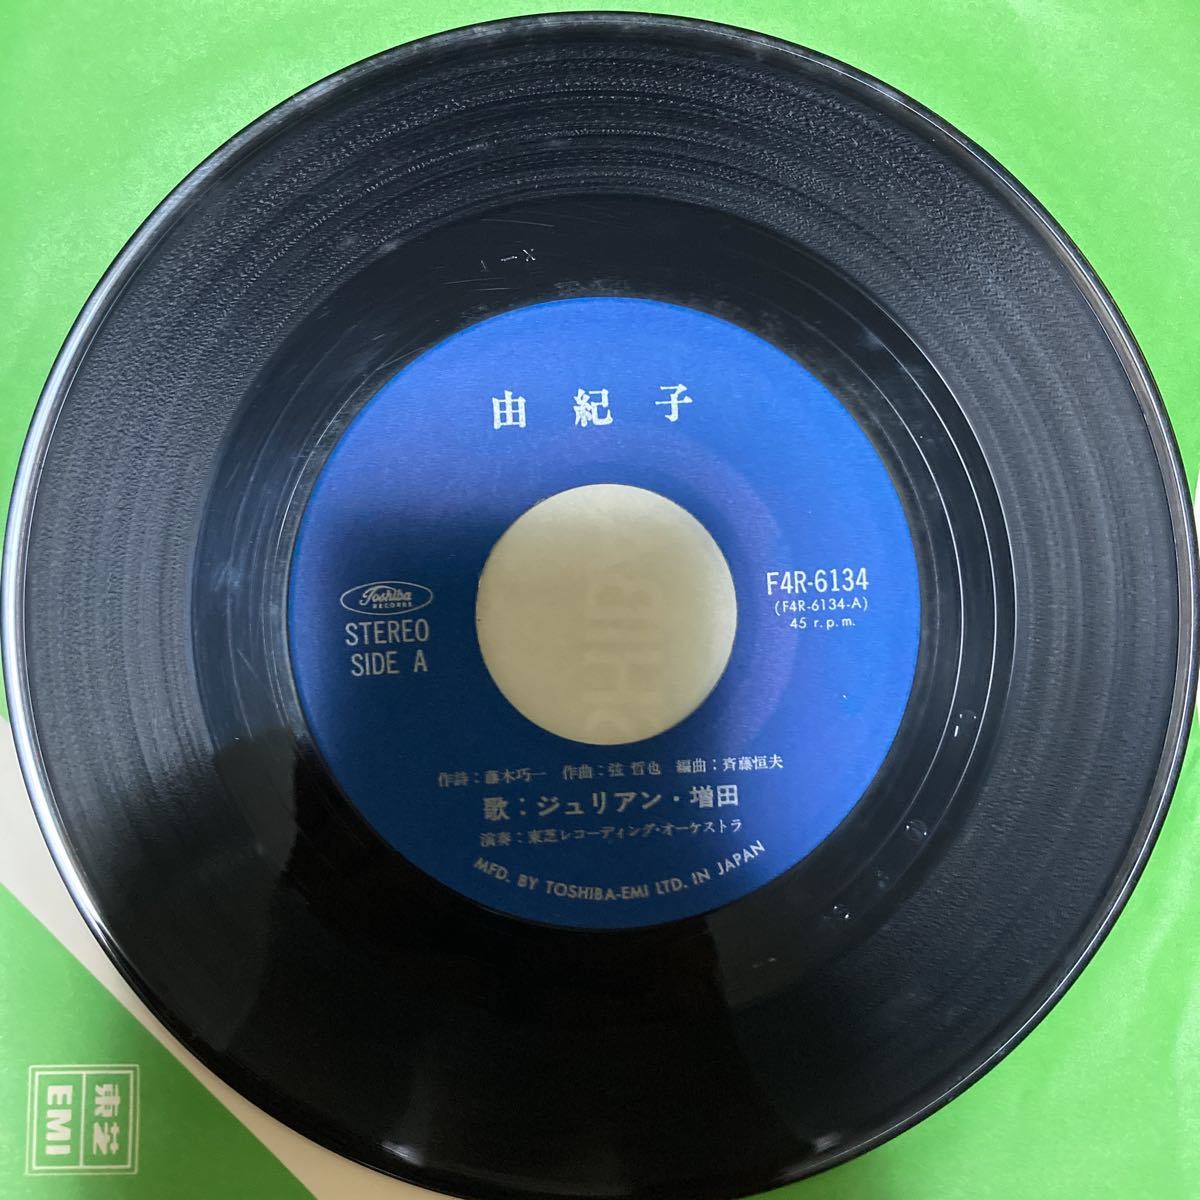 由紀子
Toshiba
RECORDS
STEREO
SIDE A
F4R-6134
(F4R-6134-A)
45 r.p.m.
作詩：藤木巧一 作曲：弦哲也 編曲：斉藤恒夫
歌：ジュリアン・増田
演奏：東芝レコーディング・オーケストラ
MFD. BY TOSHIBA-EMI LTD. IN JAPAN
東芝
EMI